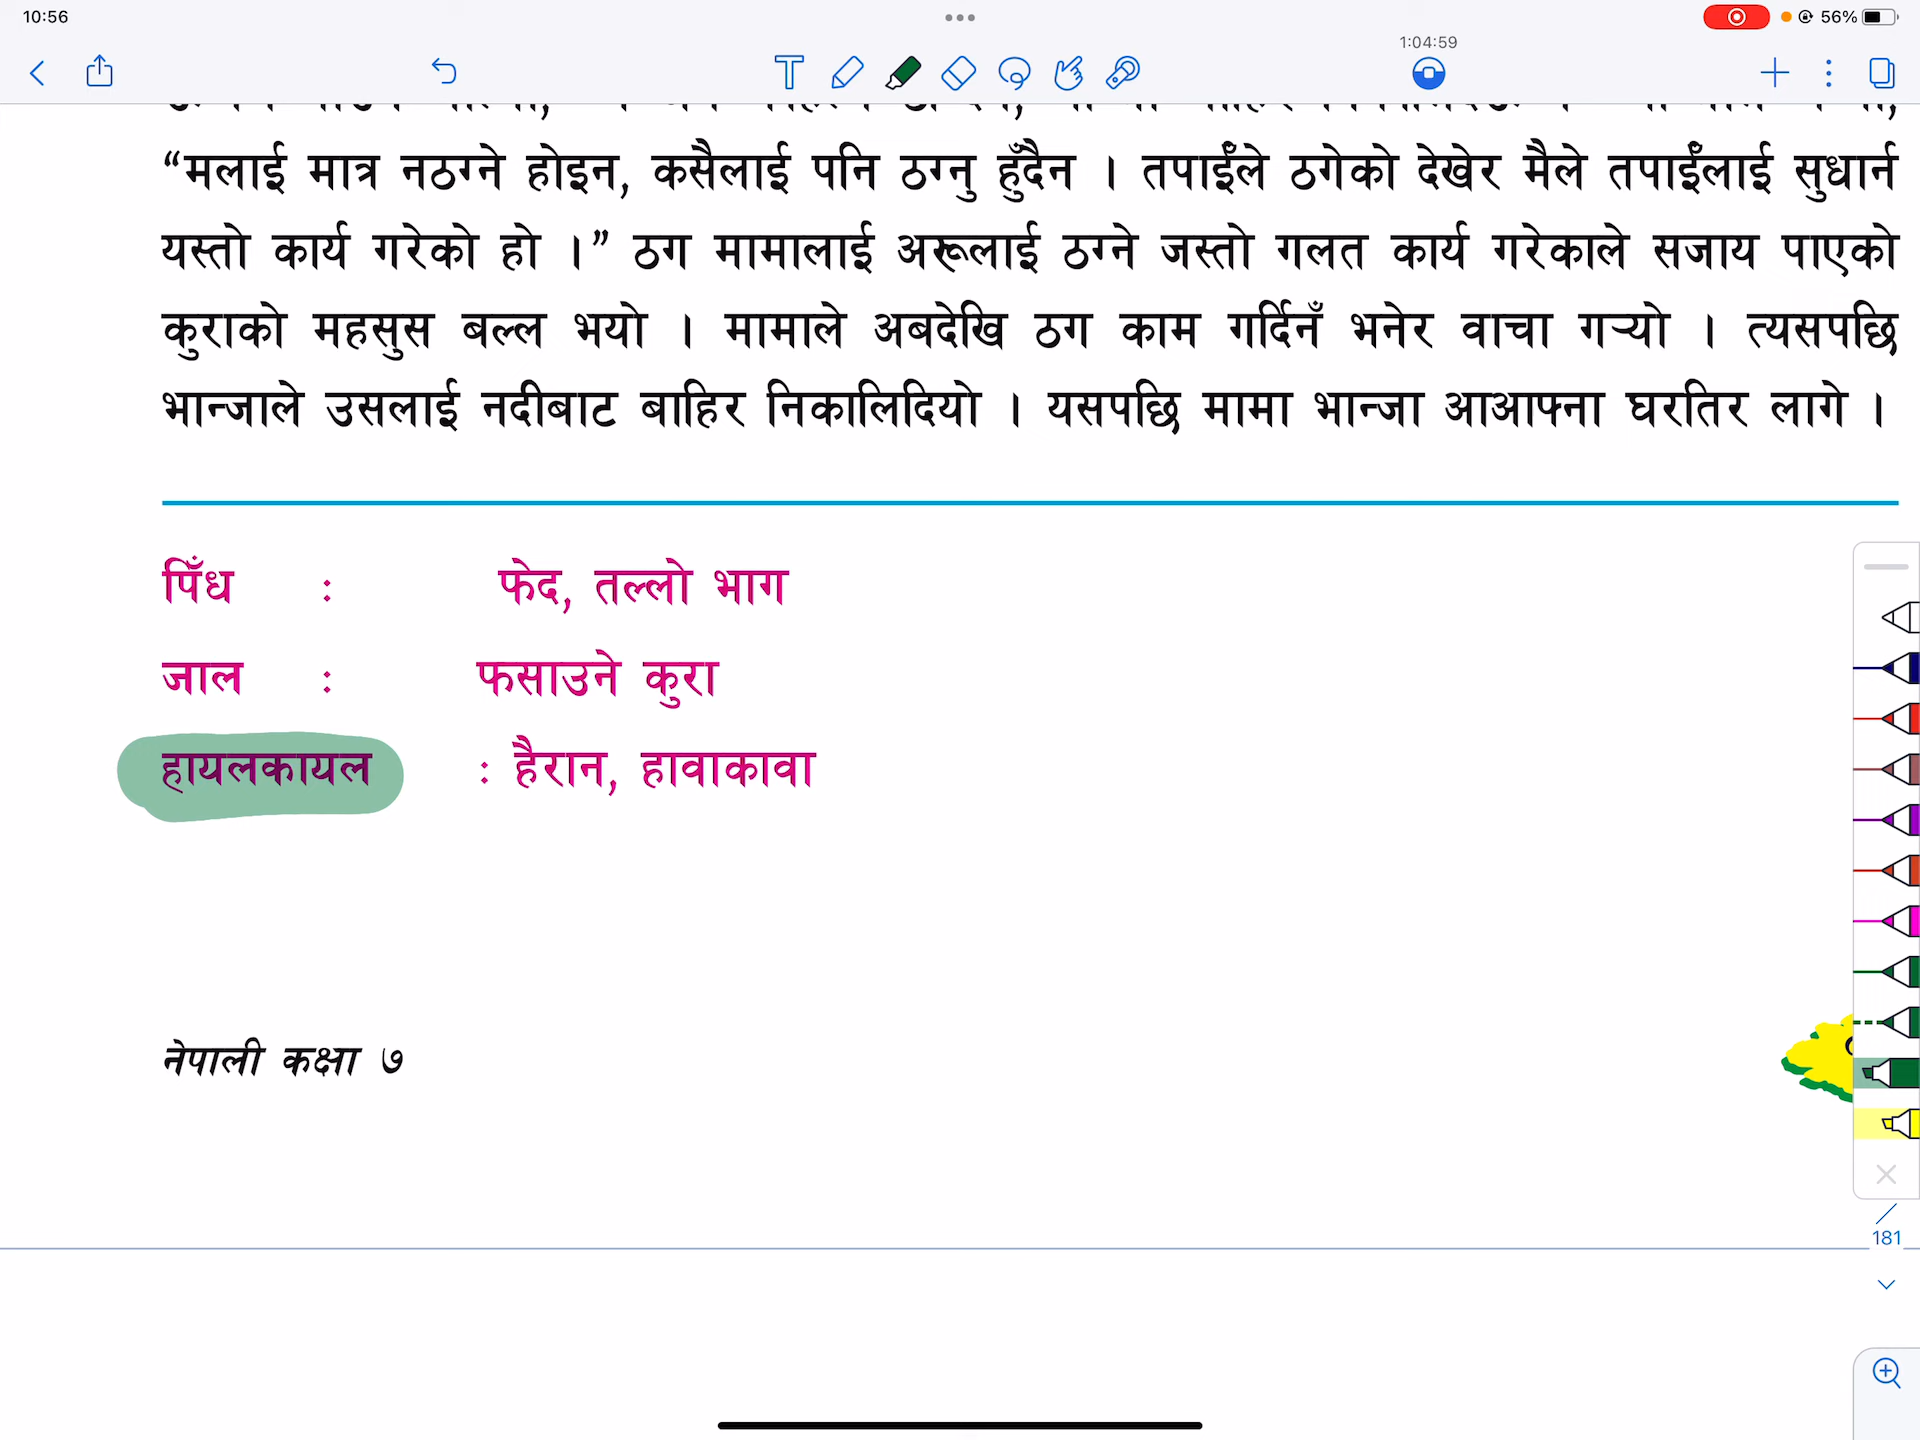 10:56
56%
1:04:59
“मलाई मात्र नठग्ने होइन, कसैलाई पनि ठग्नु हुँदैन । तपाईँले ठगेको देखेर मैले तपाईँलाई सुधार्न
यस्तो कार्य गरेको हो ।” ठग मामालाई अरूलाई ठग्ने जस्तो गलत कार्य गरेकाले सजाय पाएको
कुराको महसुस बल्ल भयो । मामाले अबदेखि ठग काम गर्दिनँ भनेर वाचा गऱ्यो । त्यसपछि
भान्जाले उसलाई नदीबाट बाहिर निकालिदियो । यसपछि मामा भान्जा आआफ्ना घरतिर लागे ।
पिँध : फेद, तल्लो भाग
जाल : फसाउने कुरा
हायलकायल : हैरान, हावाकावा
नेपाली कक्षा ७
181